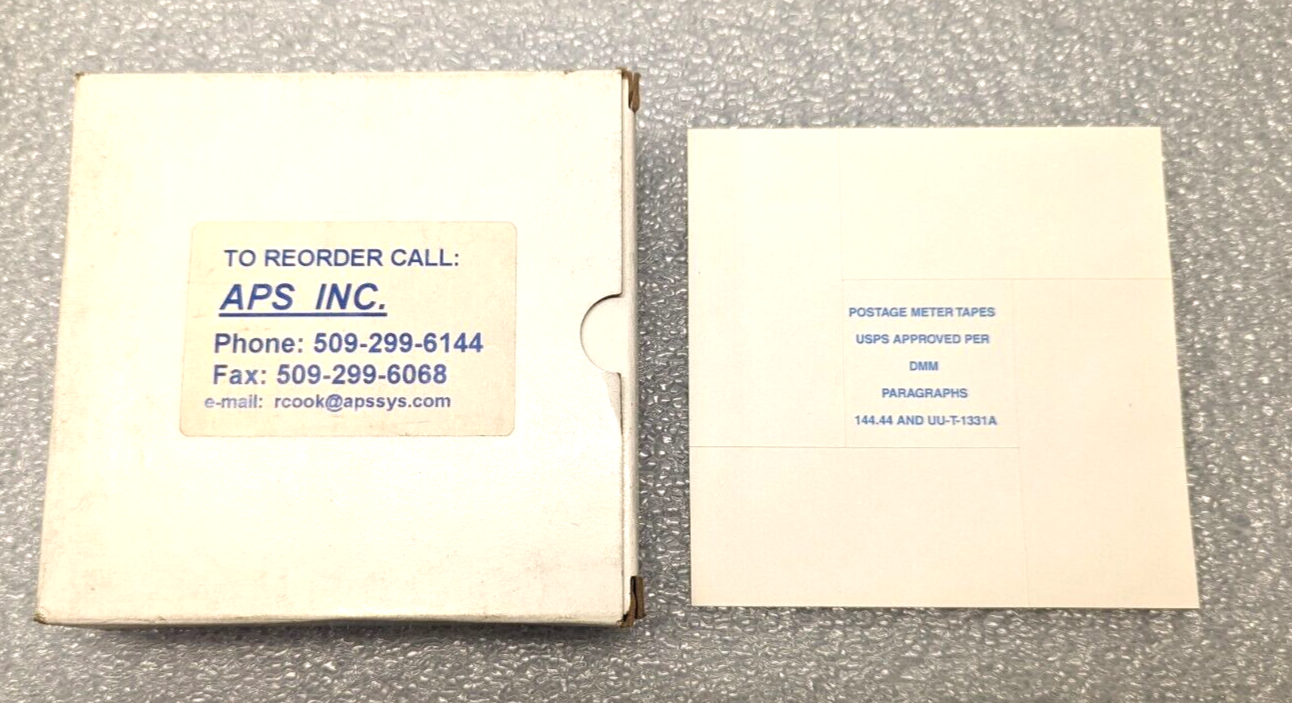 TO REORDER CALL:
APS INC.
Phone: 509-299-6144
Fax: 509-299-6068
e-mail: rcook@apssys.com
POSTAGE METER TAPES
USPS APPROVED PER
DMM
PARAGRAPHS
144.44 AND UU-T-1331A